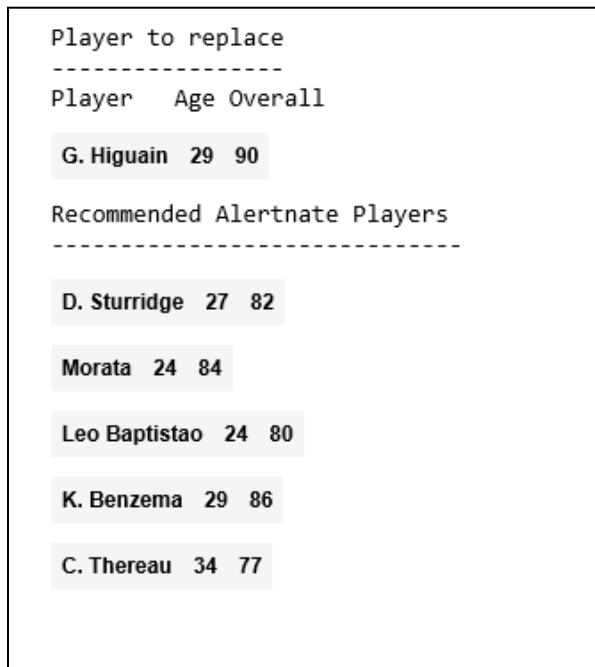 Player to replace
-----------------
Player Age Overall
G. Higuain 29 90
Recommended Alertnate Players
------------------------------
D. Sturridge 27 82
Morata 24 84
Leo Baptistao 24 80
K. Benzema 29 86
C. Thereau 34 77